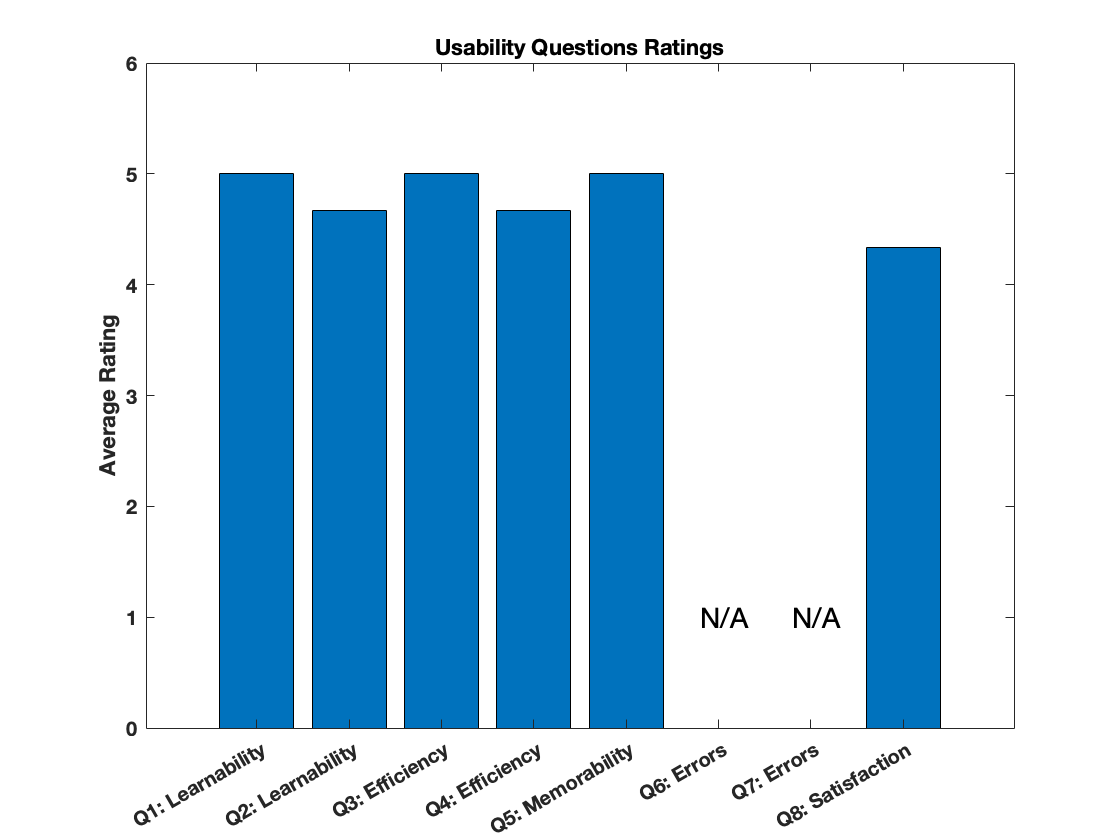 Usability Questions Ratings
6
5
4
3
2
1
0
Average Rating
N/A
N/A
Q1: Learnability
Q2: Learnability
Q3: Efficiency
Q4: Efficiency
Q5: Memorability
Q6: Errors
Q7: Errors
Q8: Satisfaction